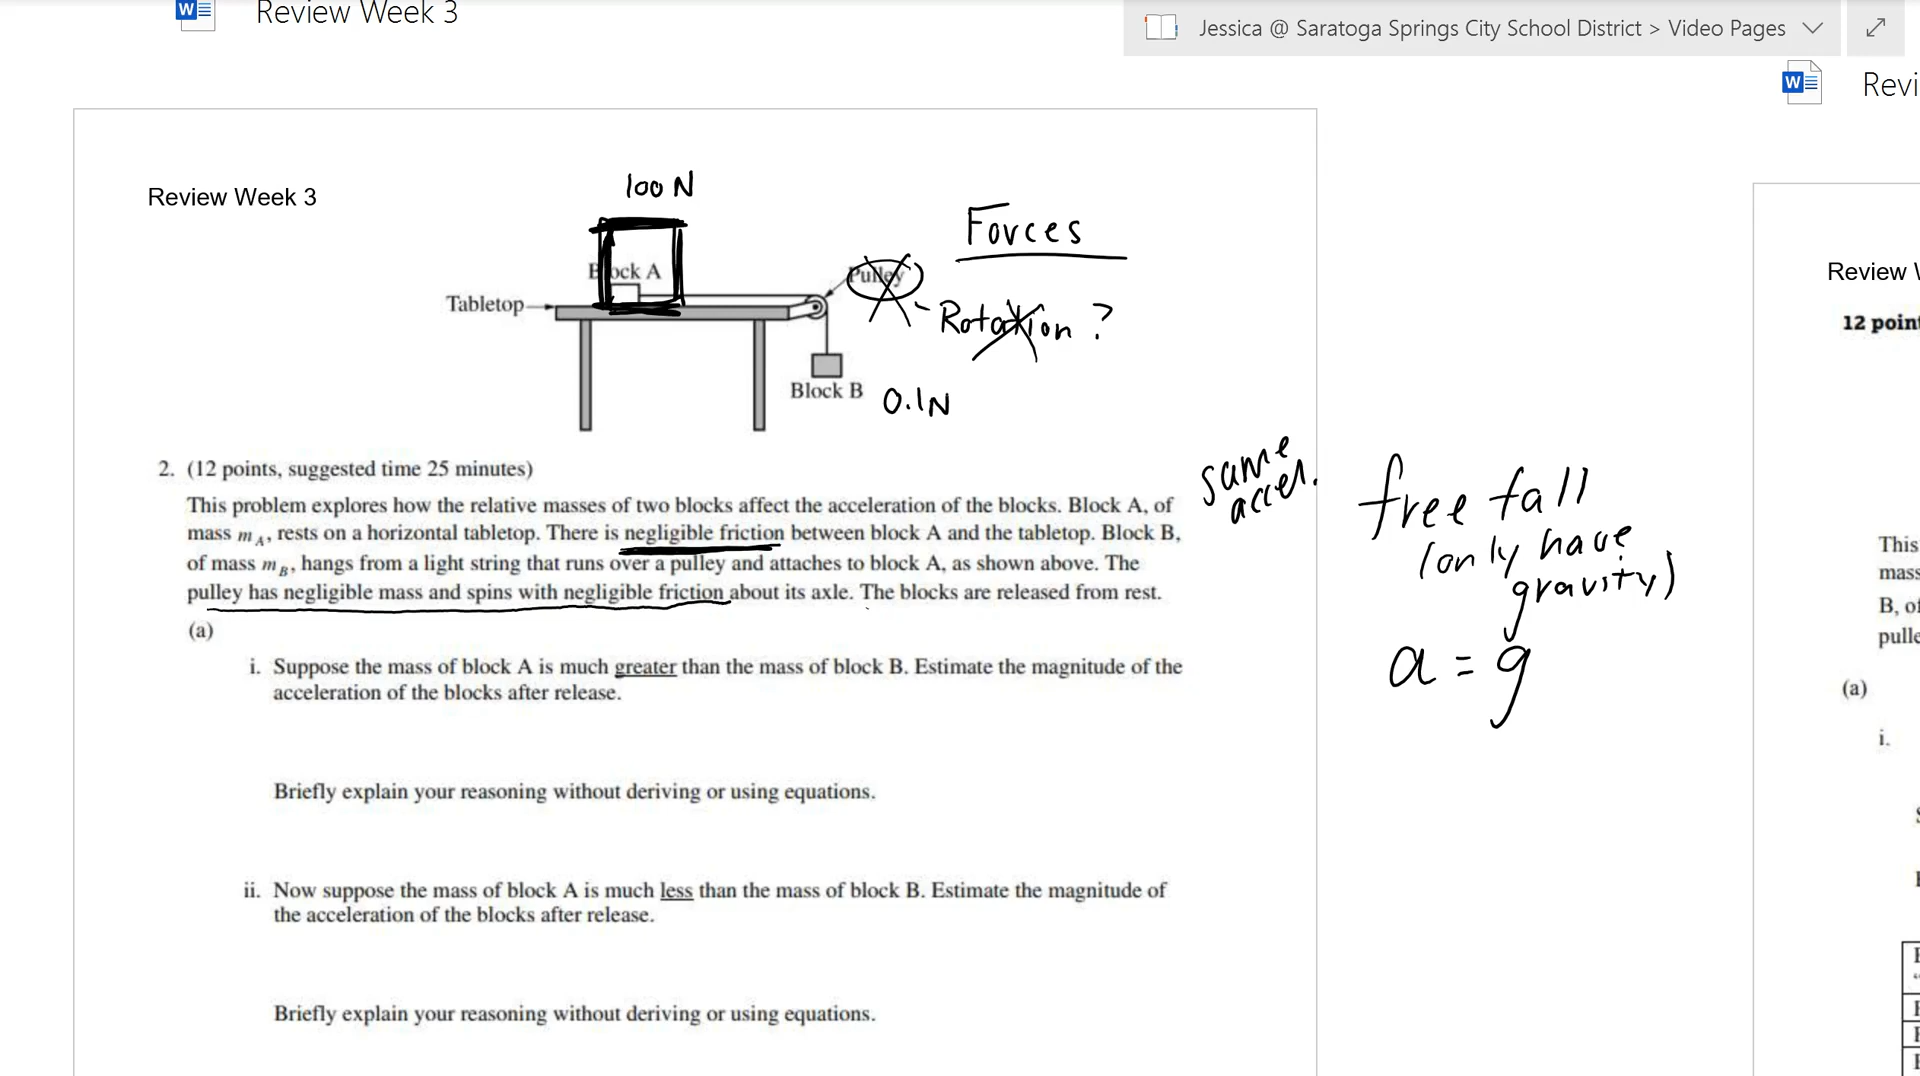 Review Week 3
Jessica @ Saratoga Springs City School District > Video Pages
W
W
Revi
Review Week 3
100 N
Forces
Block A
Pulley
Tabletop
Rotation ?
Block B
0.1N
2. (12 points, suggested time 25 minutes)
This problem explores how the relative masses of two blocks affect the acceleration of the blocks. Block A, of
mass mA, rests on a horizontal tabletop. There is negligible friction between block A and the tabletop. Block B,
of mass mB, hangs from a light string that runs over a pulley and attaches to block A, as shown above. The
pulley has negligible mass and spins with negligible friction about its axle. The blocks are released from rest.
same
accel.
free fall
(only have
gravity)
a = g
(a)
i. Suppose the mass of block A is much greater than the mass of block B. Estimate the magnitude of the
acceleration of the blocks after release.
Briefly explain your reasoning without deriving or using equations.
ii. Now suppose the mass of block A is much less than the mass of block B. Estimate the magnitude of
the acceleration of the blocks after release.
Briefly explain your reasoning without deriving or using equations.
Review
12 point
This
mass
B, of
pulle
(a)
i.